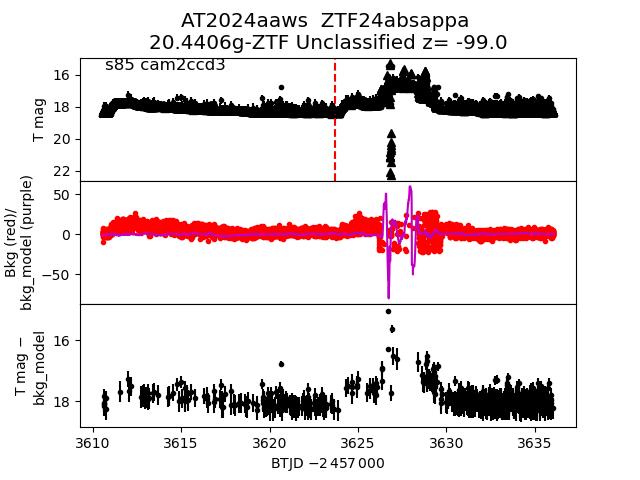 AT2024aaws  ZTF24absappa
20.4406g-ZTF Unclassified z= -99.0
s85 cam2ccd3
T mag
16
18
20
22
Bkg (red)/
bkg_model (purple)
50
0
−50
T mag −
bkg_model
16
18
3610 3615 3620 3625 3630 3635
BTJD −2 457 000